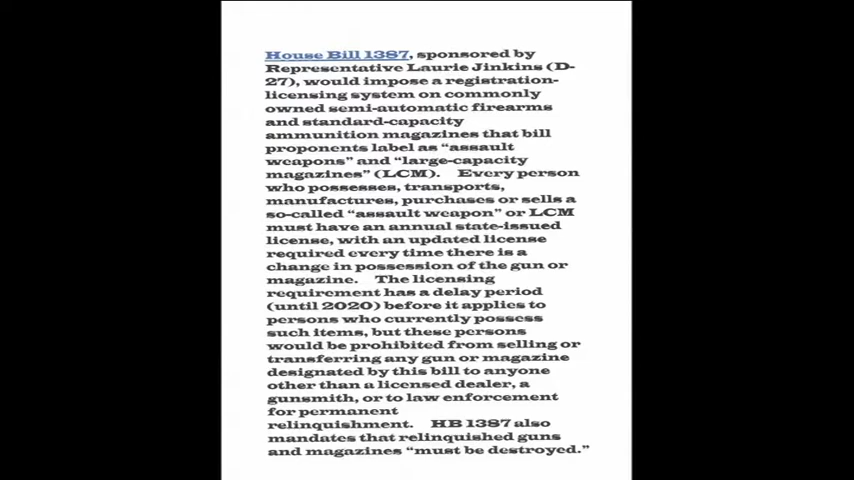 House Bill 1387, sponsored by
Representative Laurie Jinkins (D-
27), would impose a registration-
licensing system on commonly
owned semi-automatic firearms
and standard-capacity
ammunition magazines that bill
proponents label as “assault
weapons” and “large-capacity
magazines” (LCM). Every person
who possesses, transports,
manufactures, purchases or sells a
so-called “assault weapon” or LCM
must have an annual state-issued
license, with an updated license
required every time there is a
change in possession of the gun or
magazine. The licensing
requirement has a delay period
(until 2020) before it applies to
persons who currently possess
such items, but these persons
would be prohibited from selling or
transferring any gun or magazine
designated by this bill to anyone
other than a licensed dealer, a
gunsmith, or to law enforcement
for permanent
relinquishment. HB 1387 also
mandates that relinquished guns
and magazines “must be destroyed.”